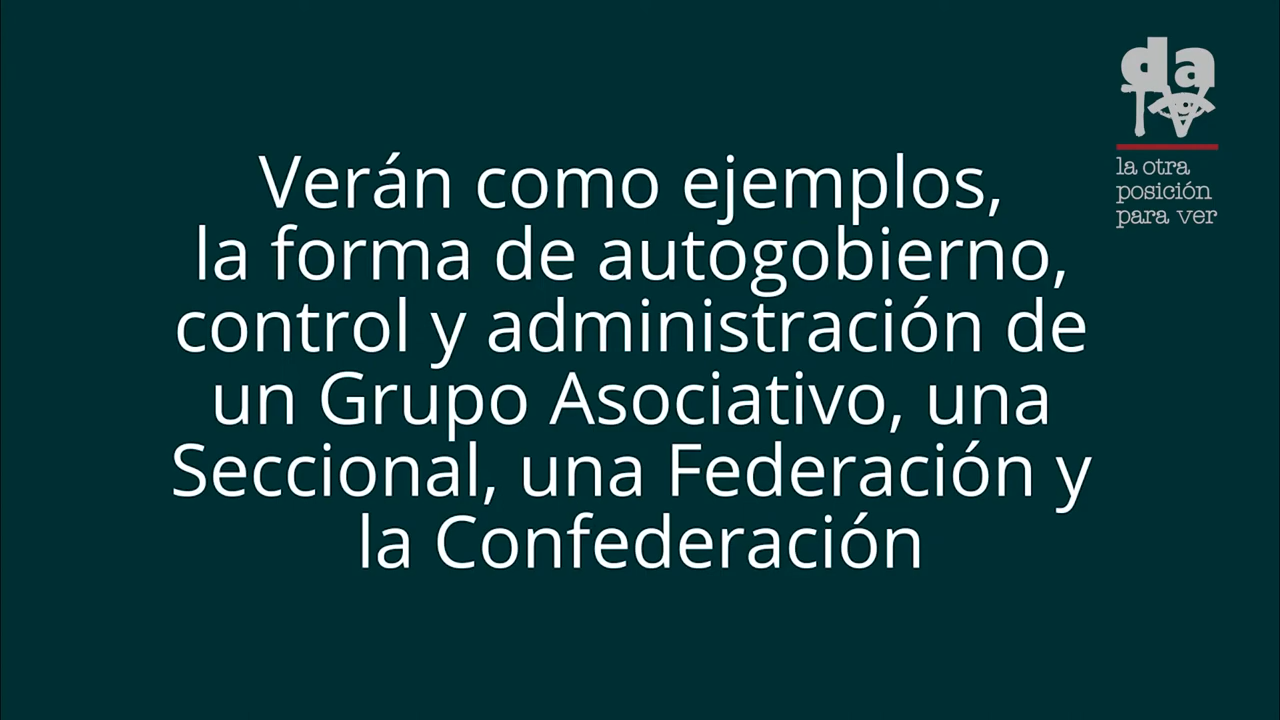 da
TV
la otra
posición
para ver
Verán como ejemplos,
la forma de autogobierno,
control y administración de
un Grupo Asociativo, una
Seccional, una Federación y
la Confederación